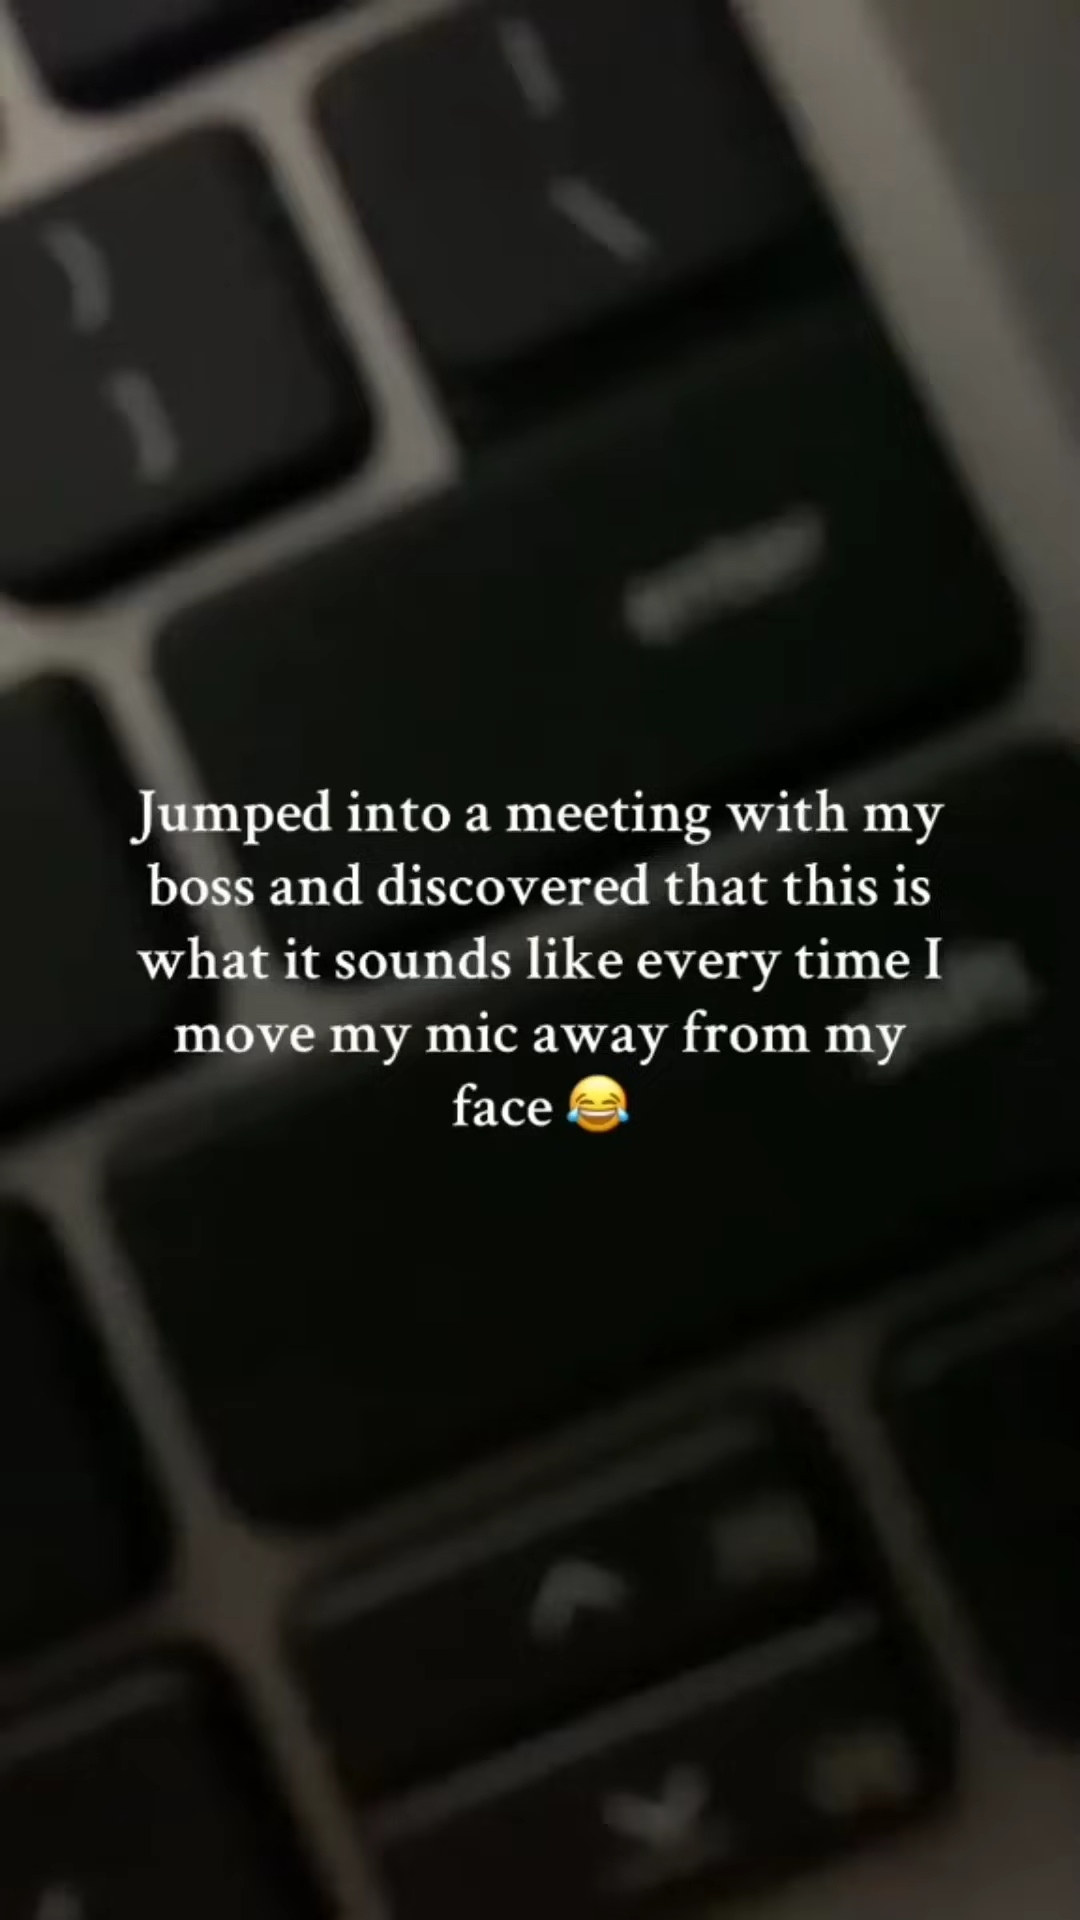 Jumped into a meeting with my
boss and discovered that this is
what it sounds like every time I
move my mic away from my
face 😂